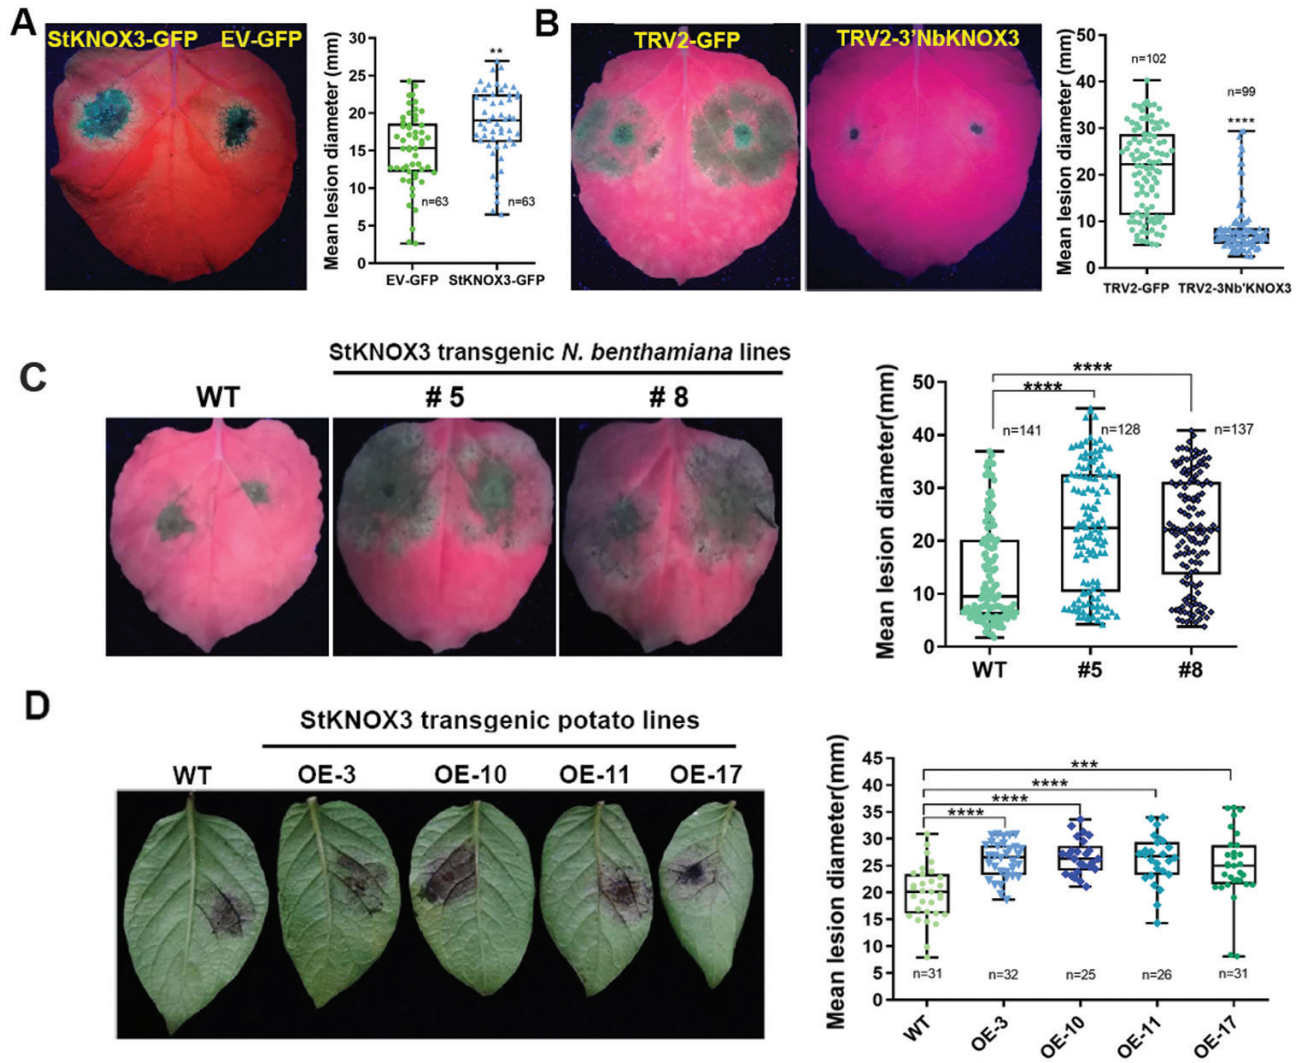 A
StKNOX3-GFP EV-GFP
Mean lesion diameter (mm)
30
25
20
15
10
5
0
**
n=63
n=63
EV-GFP StKNOX3-GFP
B
TRV2-GFP
TRV2-3'NbKNOX3
Mean lesion diameter (mm)
50
40
30
20
10
0
n=102
n=99
****
TRV2-GFP TRV2-3Nb'KNOX3
C
StKNOX3 transgenic N. benthamiana lines
WT
# 5
# 8
Mean lesion diameter(mm)
50
40
30
20
10
0
****
****
n=141
n=128
n=137
WT
#5
#8
D
StKNOX3 transgenic potato lines
WT
OE-3
OE-10
OE-11
OE-17
Mean lesion diameter(mm)
45
40
35
30
25
20
15
10
5
0
***
****
****
****
n=31
n=32
n=25
n=26
n=31
WT
OE-3
OE-10
OE-11
OE-17